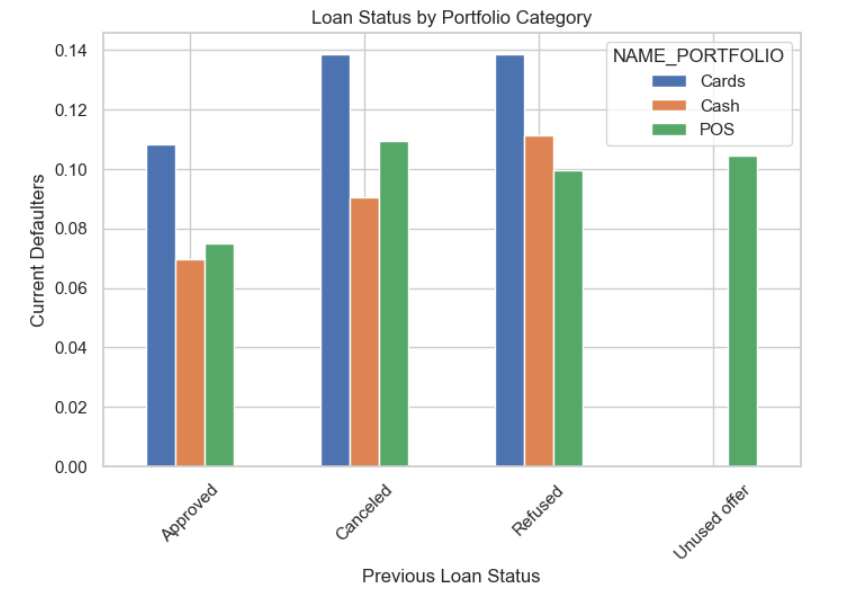 Loan Status by Portfolio Category
NAME_PORTFOLIO
Cards
Cash
POS
Current Defaulters
0.14
0.12
0.10
0.08
0.06
0.04
0.02
0.00
Approved
Canceled
Refused
Unused offer
Previous Loan Status